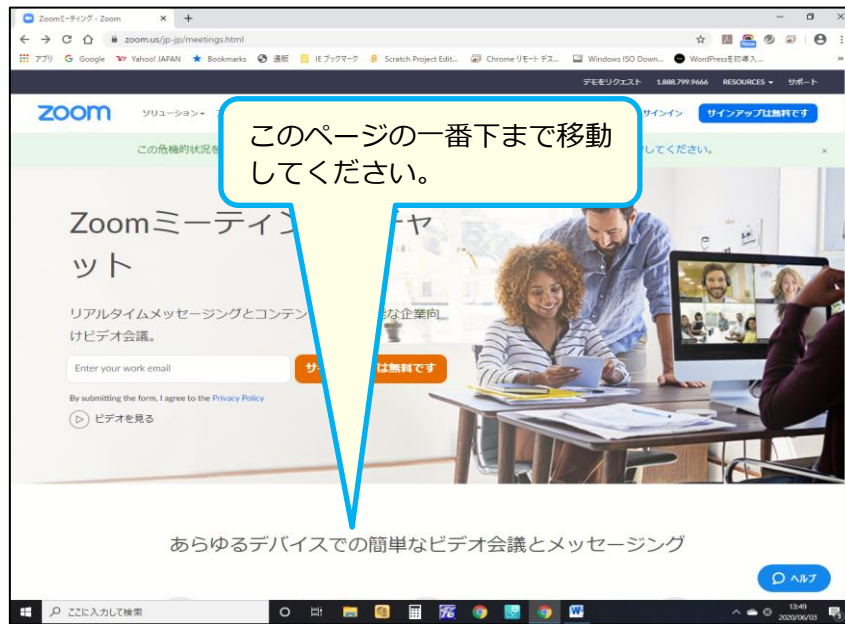 Zoomミーティング - Zoom
zoom.us/jp-jp/meetings.html
アプリ Google Yahoo! JAPAN Bookmarks 通販 IE ブックマーク Scratch Project Edit... Chrome リモート デス... Windows ISO Down... WordPressを初導入...
デモをリクエスト 1.888.799.9666 RESOURCES サポート
zoom ソリューション サインイン サインアップは無料です
この危機的状況を してください。
このページの一番下まで移動
してください。
Zoomミーティン チャ
ット
リアルタイムメッセージングとコンテン 能な企業向
けビデオ会議。
Enter your work email サ は無料です
By submitting the form, I agree to the Privacy Policy
ビデオを見る
あらゆるデバイスでの簡単なビデオ会議とメッセージング
ヘルプ
ここに入力して検索
13:49
2020/06/03